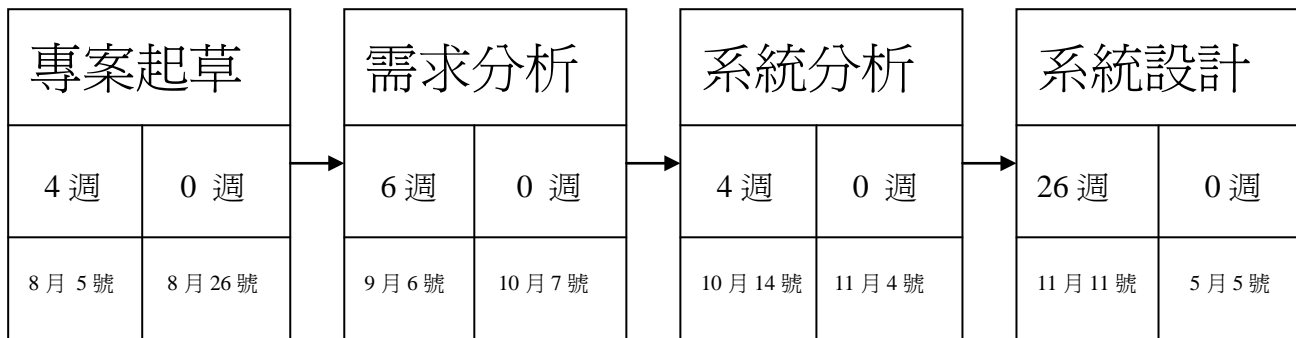 專案起草 需求分析 系統分析 系統設計
4 週 0 週 6 週 0 週 4 週 0 週 26 週 0 週
8 月 5 號 8 月 26 號 9 月 6 號 10 月 7 號 10 月 14 號 11 月 4 號 11 月 11 號 5 月 5 號